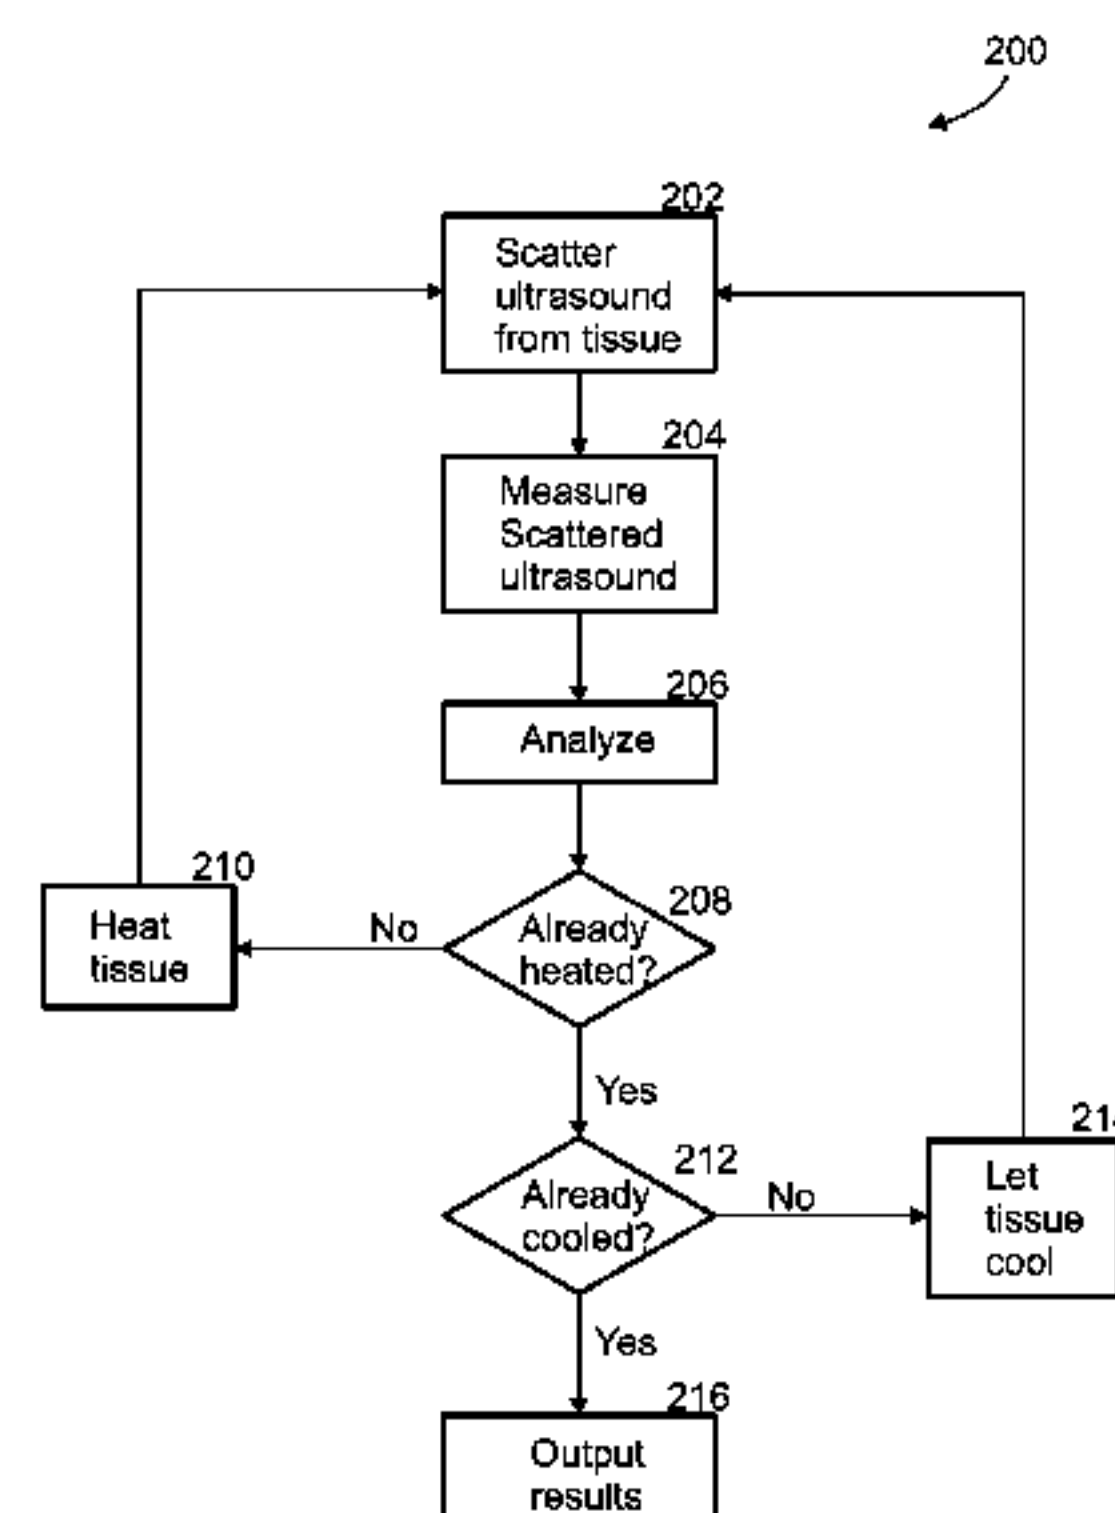 200
202
Scatter
ultrasound
from tissue
204
Measure
Scattered
ultrasound
206
Analyze
210
Heat
tissue
No
208
Already
heated?
Yes
212
Already
cooled?
No
Let
tissue
cool
Yes
216
Output
results